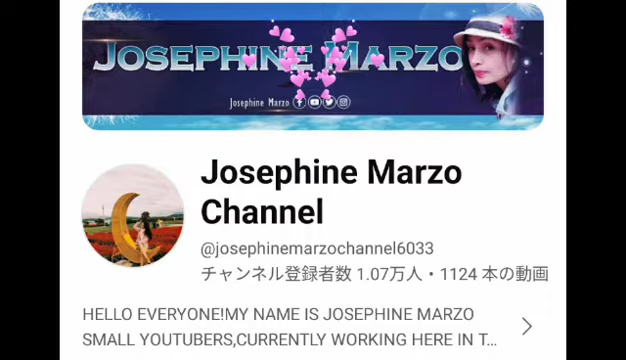 JOSEPHINE MARZO
Josephine Marzo
Josephine Marzo
Channel
@josephinemarzochannel6033
チャンネル登録者数 1.07万人・1124 本の動画
HELLO EVERYONE!MY NAME IS JOSEPHINE MARZO
SMALL YOUTUBERS,CURRENTLY WORKING HERE IN T...